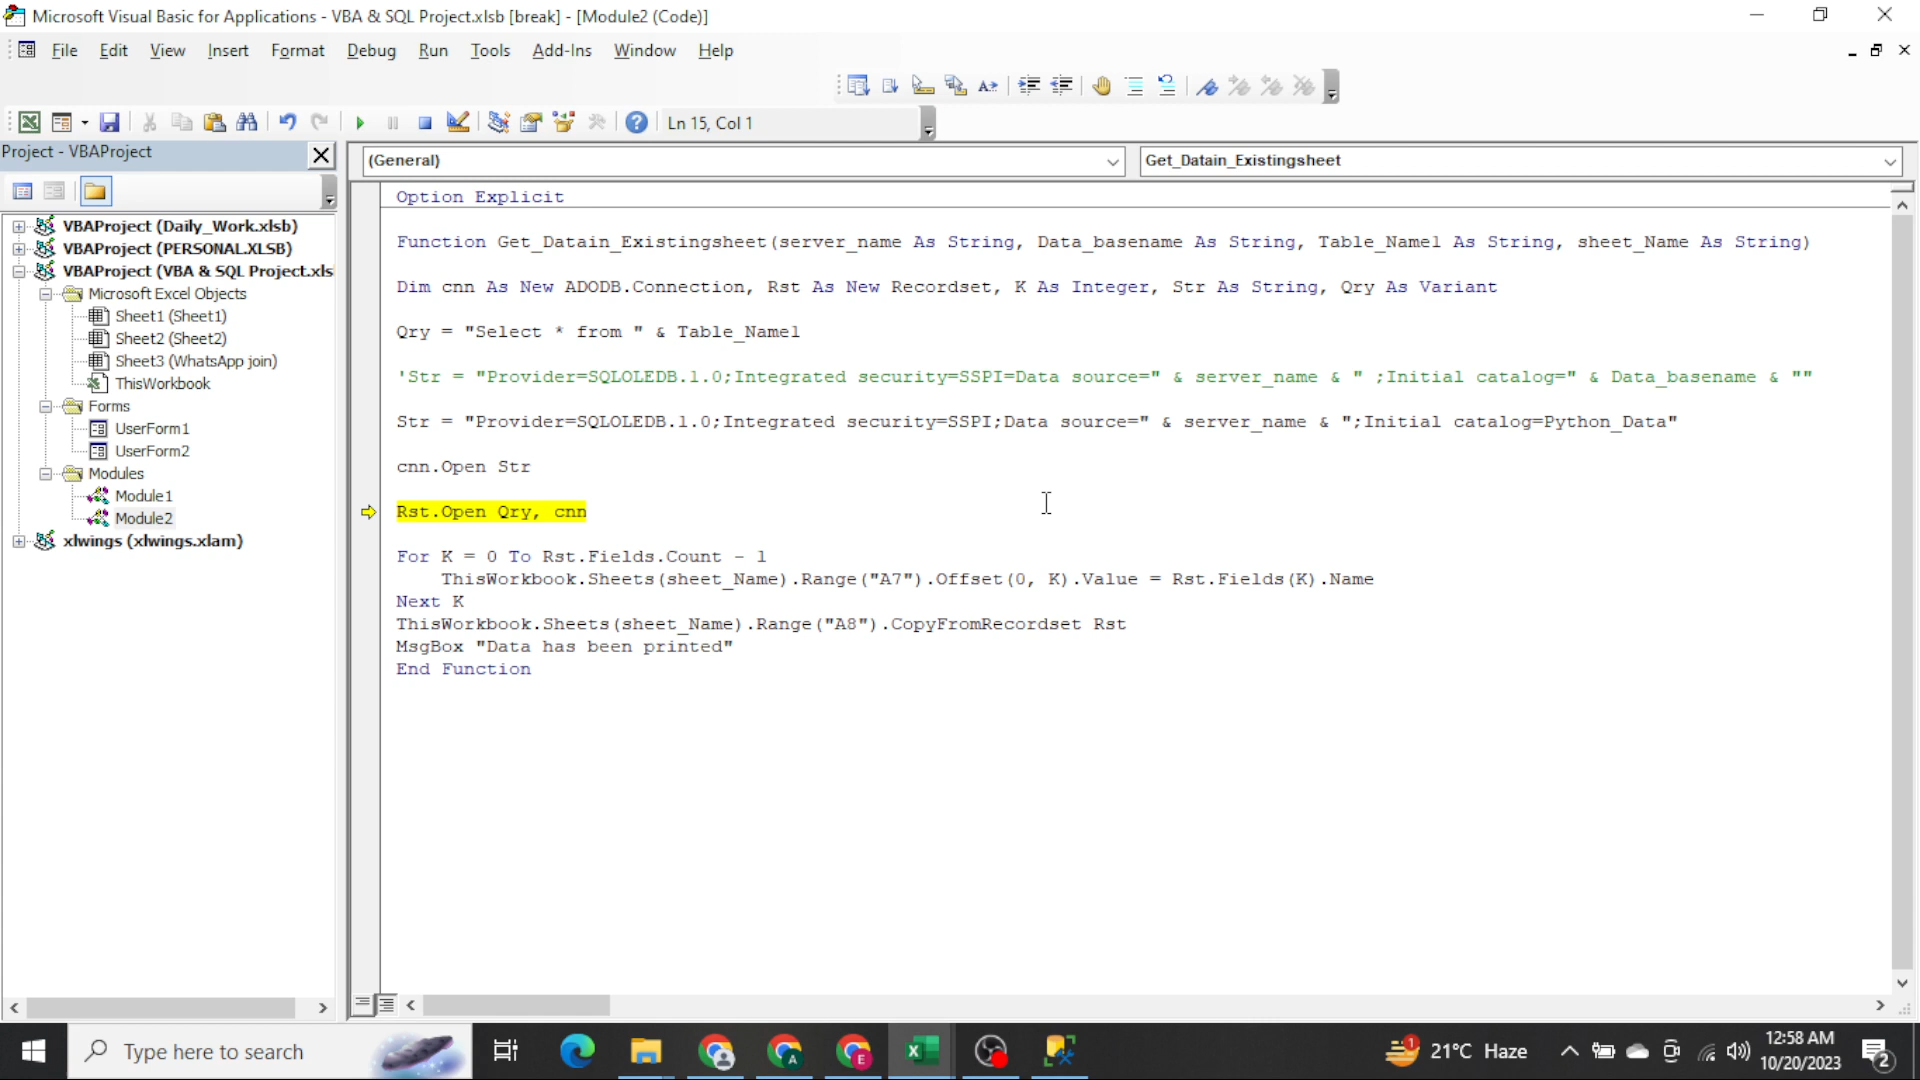 Microsoft Visual Basic for Applications - VBA & SQL Project.xlsb [break] - [Module2 (Code)]
File Edit View Insert Format Debug Run Tools Add-Ins Window Help
Ln 15, Col 1
Project - VBAProject
(General)
Get_Datain_Existingsheet
VBAProject (Daily_Work.xlsb)
VBAProject (PERSONAL.XLSB)
VBAProject (VBA & SQL Project.xls
Microsoft Excel Objects
Sheet1 (Sheet1)
Sheet2 (Sheet2)
Sheet3 (WhatsApp join)
ThisWorkbook
Forms
UserForm1
UserForm2
Modules
Module1
Module2
xlwings (xlwings.xlam)
Option Explicit
Function Get_Datain_Existingsheet(server_name As String, Data_basename As String, Table_Name1 As String, sheet_Name As String)
Dim cnn As New ADODB.Connection, Rst As New Recordset, K As Integer, Str As String, Qry As Variant
Qry = "Select * from " & Table_Name1
'Str = "Provider=SQLOLEDB.1.0;Integrated security=SSPI=Data source=" & server_name & " ;Initial catalog=" & Data_basename & ""
Str = "Provider=SQLOLEDB.1.0;Integrated security=SSPI;Data source=" & server_name & ";Initial catalog=Python_Data"
cnn.Open Str
Rst.Open Qry, cnn
For K = 0 To Rst.Fields.Count - 1
ThisWorkbook.Sheets(sheet_Name).Range("A7").Offset(0, K).Value = Rst.Fields(K).Name
Next K
ThisWorkbook.Sheets(sheet_Name).Range("A8").CopyFromRecordset Rst
MsgBox "Data has been printed"
End Function
Type here to search
21°C Haze
12:58 AM
10/20/2023
2